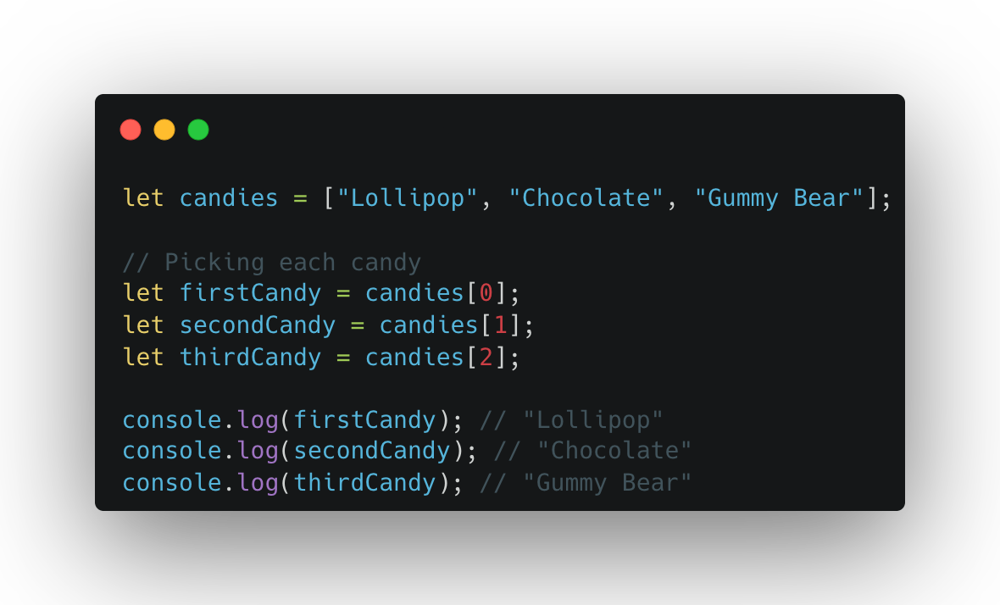 let candies = ["Lollipop", "Chocolate", "Gummy Bear"];
// Picking each candy
let firstCandy = candies[0];
let secondCandy = candies[1];
let thirdCandy = candies[2];
console.log(firstCandy); // "Lollipop"
console.log(secondCandy); // "Chocolate"
console.log(thirdCandy); // "Gummy Bear"